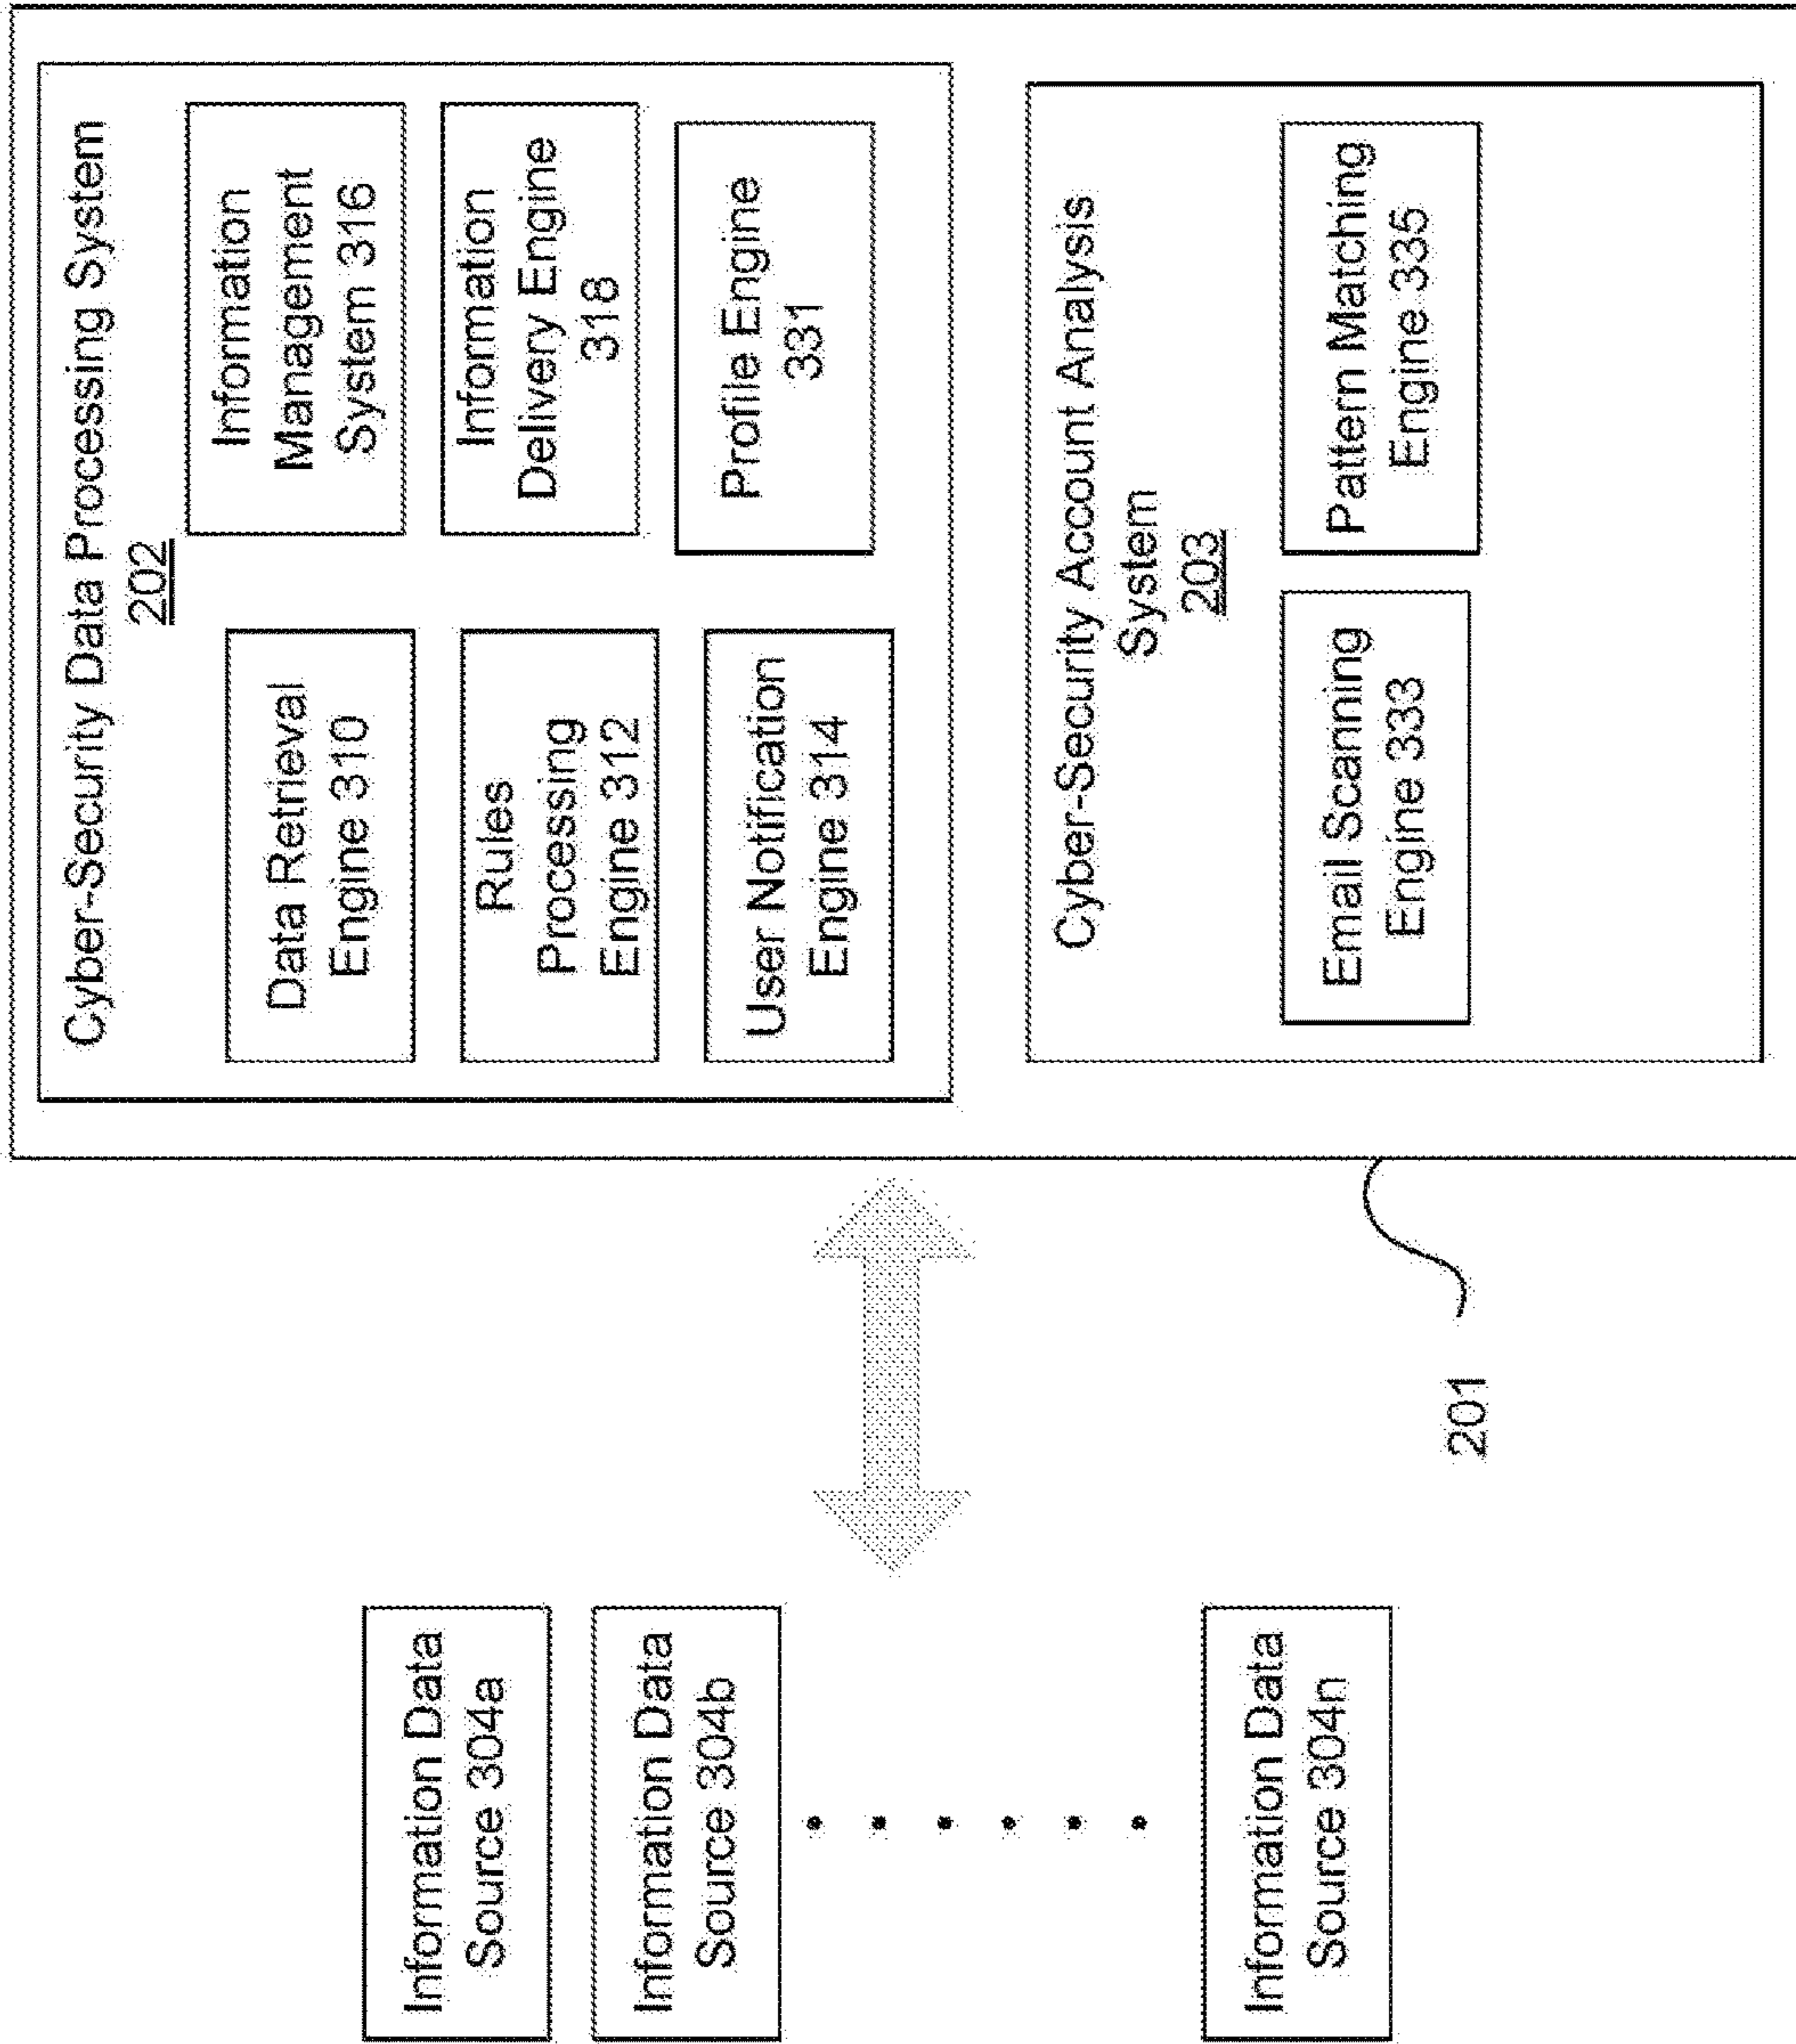 Information Data
Source 304a
Information Data
Source 304b
Information Data
Source 304n
201
Cyber-Security Data Processing System
202
Data Retrieval
Engine 310
Information
Management
System 316
Rules
Processing
Engine 312
Information
Delivery Engine
318
User Notification
Engine 314
Profile Engine
331
Cyber-Security Account Analysis
System
203
Email Scanning
Engine 333
Pattern Matching
Engine 335